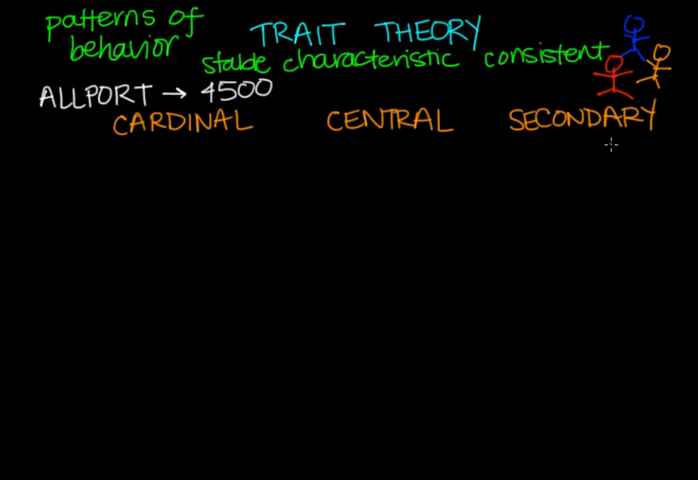 patterns of
behavior
TRAIT THEORY
stable characteristic consistent
ALLPORT → 4500
CARDINAL CENTRAL SECONDARY